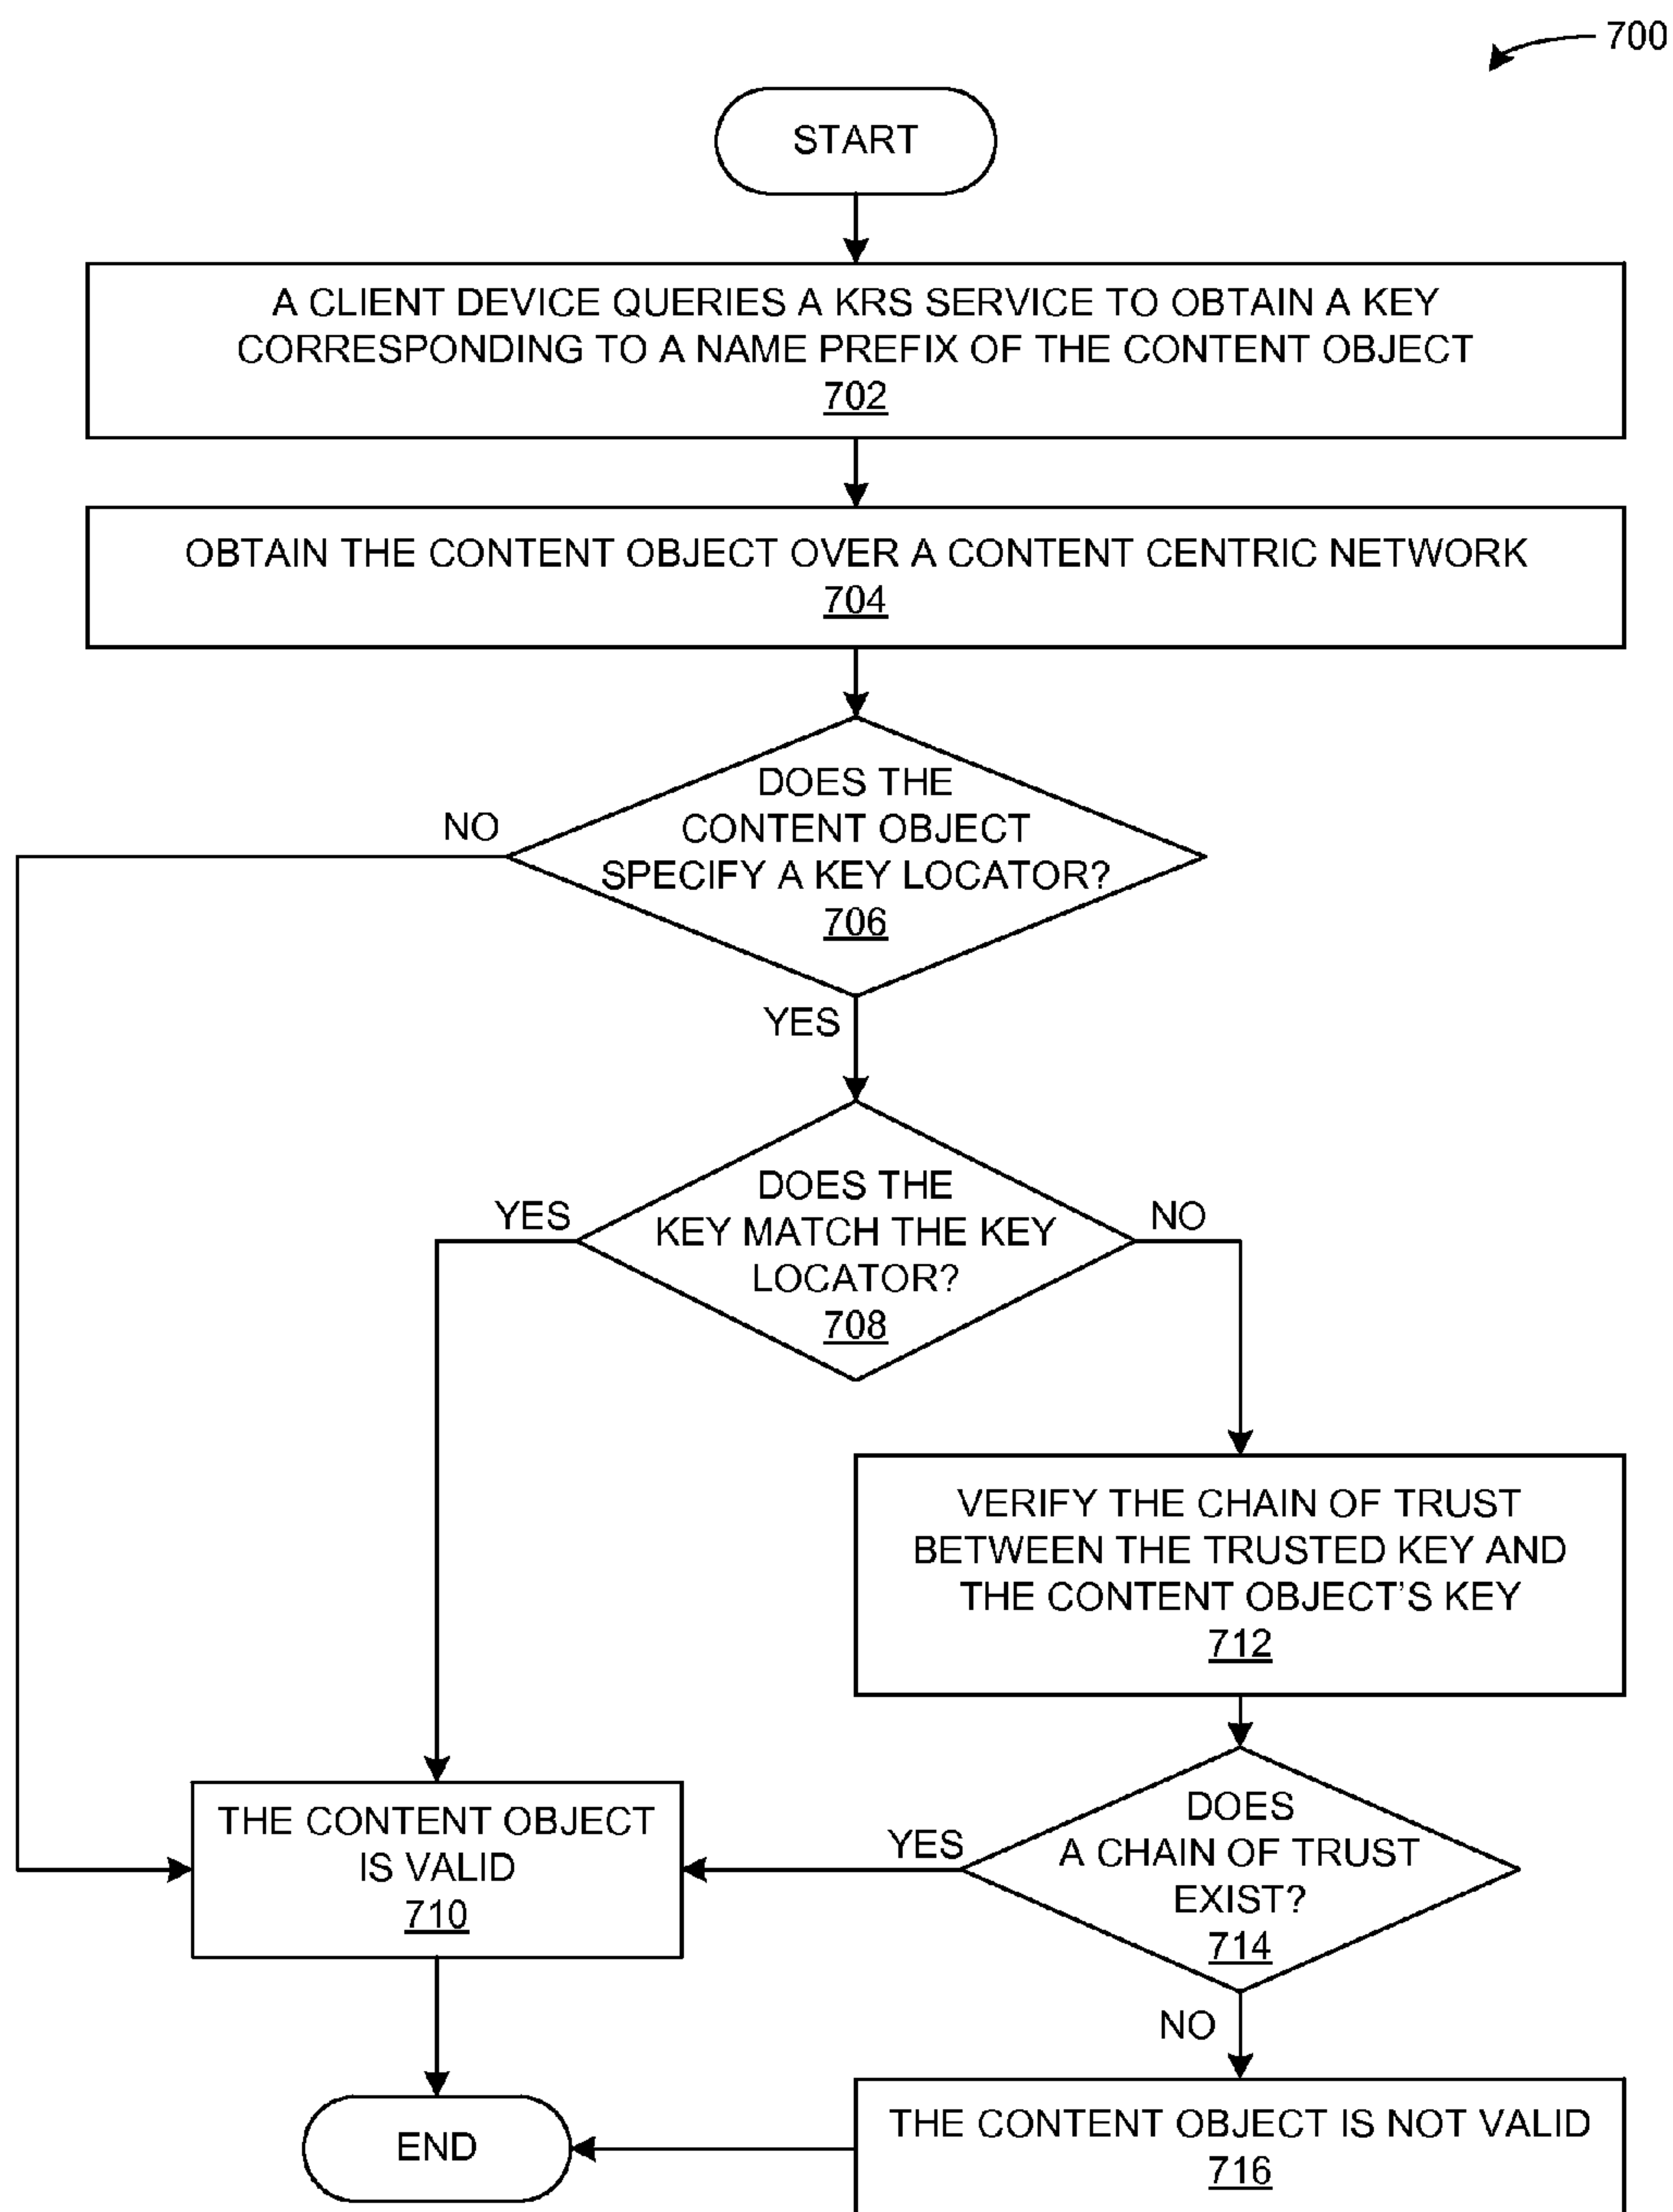 700
START
A CLIENT DEVICE QUERIES A KRS SERVICE TO OBTAIN A KEY
CORRESPONDING TO A NAME PREFIX OF THE CONTENT OBJECT
702
OBTAIN THE CONTENT OBJECT OVER A CONTENT CENTRIC NETWORK
704
DOES THE
CONTENT OBJECT
SPECIFY A KEY LOCATOR?
706
NO
YES
DOES THE
KEY MATCH THE KEY
LOCATOR?
708
YES
NO
VERIFY THE CHAIN OF TRUST
BETWEEN THE TRUSTED KEY AND
THE CONTENT OBJECT'S KEY
712
THE CONTENT OBJECT
IS VALID
710
YES
DOES
A CHAIN OF TRUST
EXIST?
714
NO
END
THE CONTENT OBJECT IS NOT VALID
716